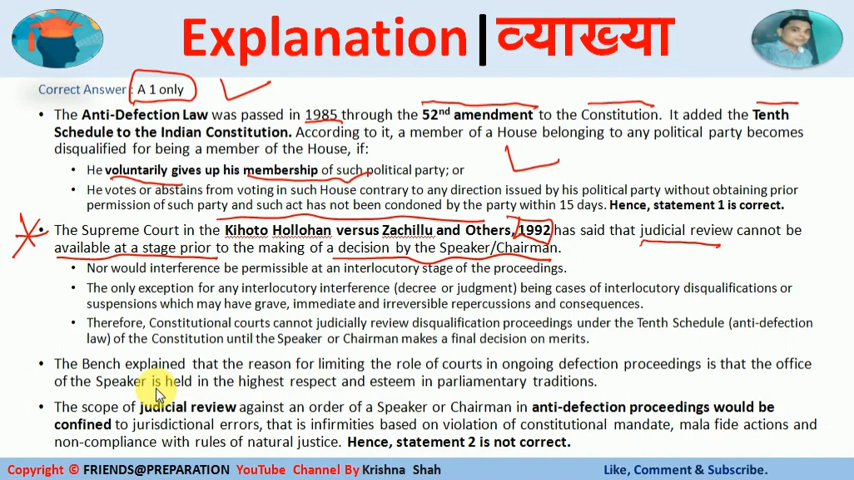 Explanation|व्याख्या
Correct Answer: A 1 only
• The Anti-Defection Law was passed in 1985 through the 52nd amendment to the Constitution. It added the Tenth
Schedule to the Indian Constitution. According to it, a member of a House belonging to any political party becomes
disqualified for being a member of the House, if:
• He voluntarily gives up his membership of such political party; or
• He votes or abstains from voting in such House contrary to any direction issued by his political party without obtaining prior
permission of such party and such act has not been condoned by the party within 15 days. Hence, statement 1 is correct.
• The Supreme Court in the Kihoto Hollohan versus Zachillu and Others, 1992 has said that judicial review cannot be
available at a stage prior to the making of a decision by the Speaker/Chairman.
• Nor would interference be permissible at an interlocutory stage of the proceedings.
• The only exception for any interlocutory interference (decree or judgment) being cases of interlocutory disqualifications or
suspensions which may have grave, immediate and irreversible repercussions and consequences.
• Therefore, Constitutional courts cannot judicially review disqualification proceedings under the Tenth Schedule (anti-defection
law) of the Constitution until the Speaker or Chairman makes a final decision on merits.
• The Bench explained that the reason for limiting the role of courts in ongoing defection proceedings is that the office
of the Speaker is held in the highest respect and esteem in parliamentary traditions.
• The scope of judicial review against an order of a Speaker or Chairman in anti-defection proceedings would be
confined to jurisdictional errors, that is infirmities based on violation of constitutional mandate, mala fide actions and
non-compliance with rules of natural justice. Hence, statement 2 is not correct.
Copyright © FRIENDS@PREPARATION YouTube Channel By Krishna Shah Like, Comment & Subscribe.